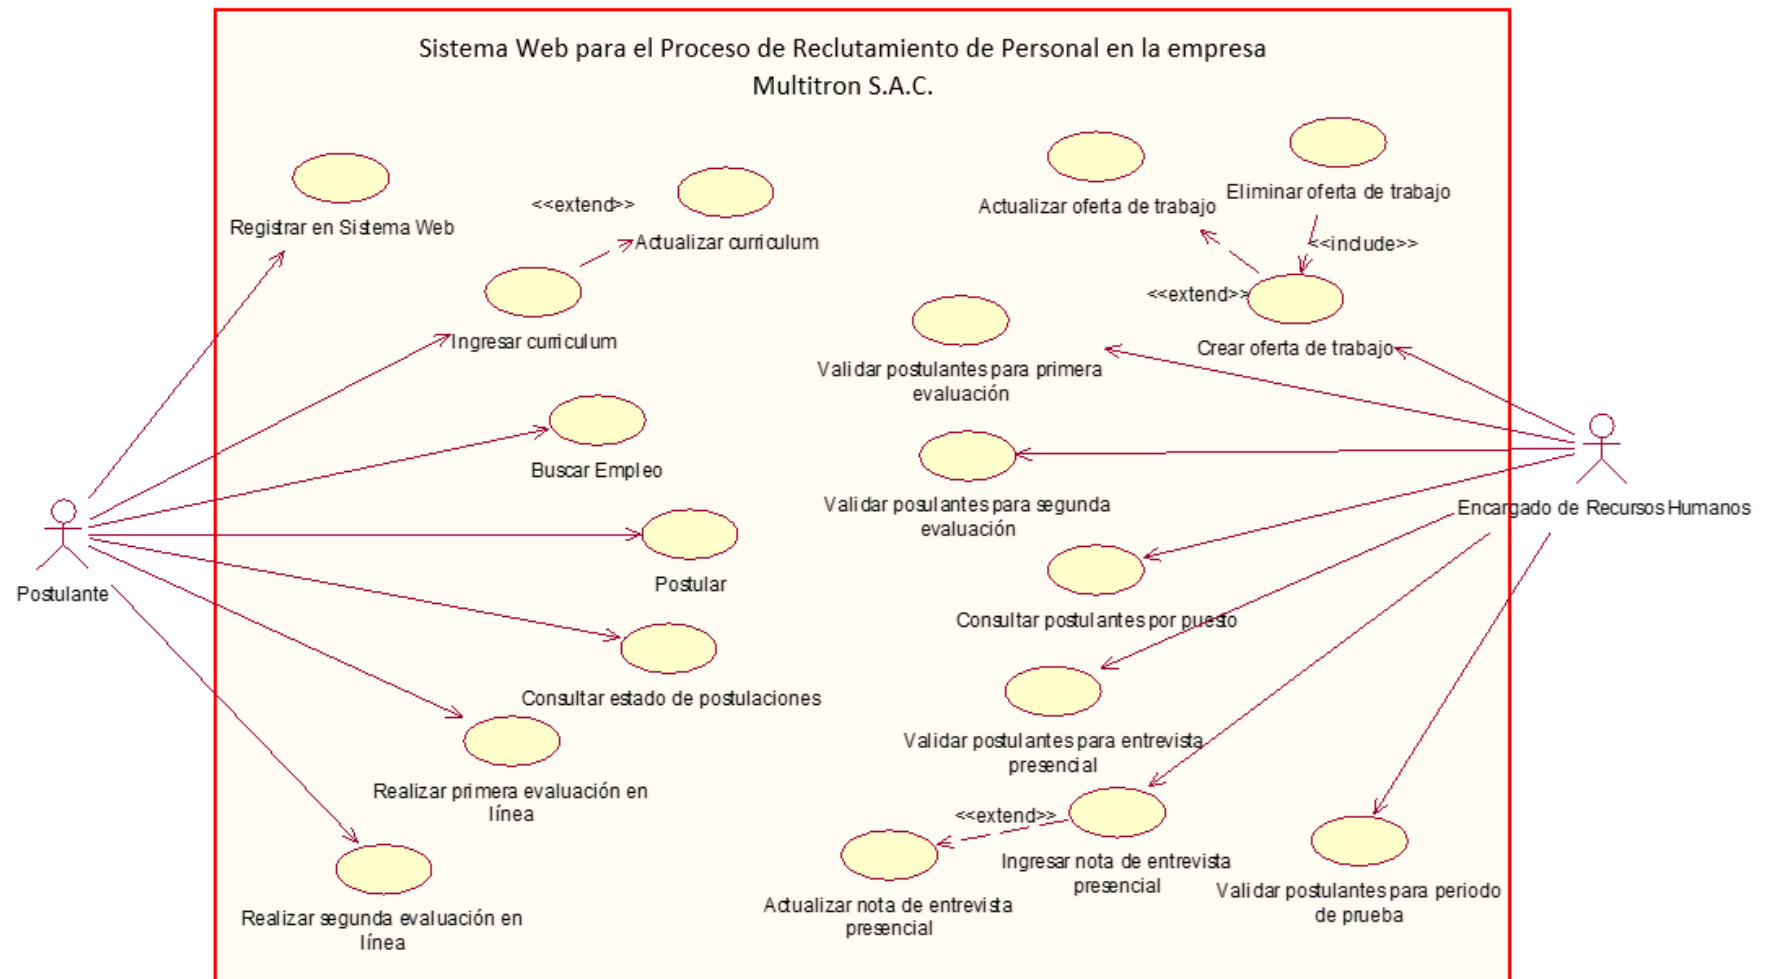 Sistema Web para el Proceso de Reclutamiento de Personal en la empresa
Multitron S.A.C.
Registrar en Sistema Web
<<extend>>
Actualizar curriculum
Ingresar curriculum
Buscar Empleo
Postular
Postulante
Consultar estado de postulaciones
Realizar primera evaluación en
línea
Realizar segunda evaluación en
línea
Actualizar oferta de trabajo
Eliminar oferta de trabajo
<<include>>
<<extend>>
Crear oferta de trabajo
Validar postulantes para primera
evaluación
Validar posulantes para segunda
evaluación
Encargado de Recursos Humanos
Consultar postulantes por puesto
Validar postulantes para entrevista
presencial
<<extend>>
Ingresar nota de entrevista
presencial
Actualizar nota de entrevista
presencial
Validar postulantes para periodo
de prueba